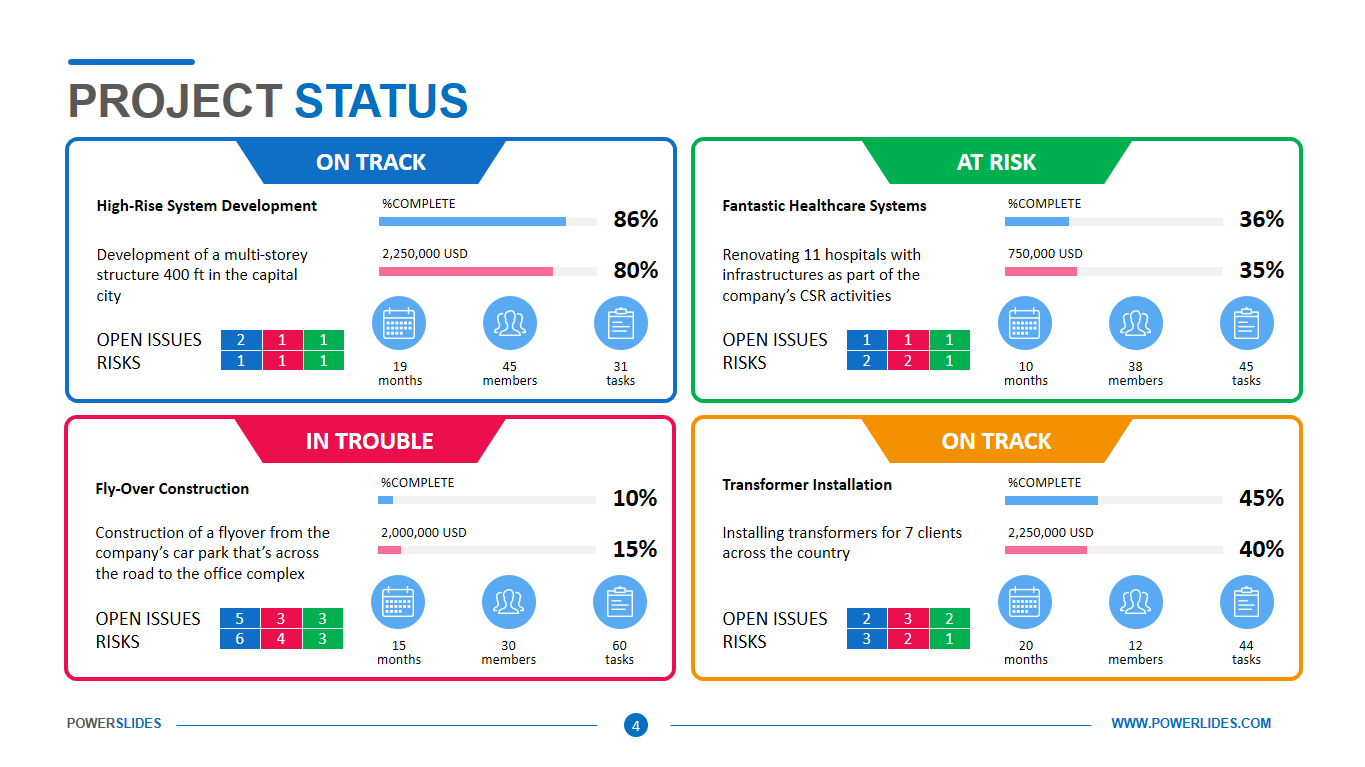 PROJECT STATUS
ON TRACK
High-Rise System Development
Development of a multi-storey
structure 400 ft in the capital
city
%COMPLETE
86%
2,250,000 USD
80%
OPEN ISSUES 2 1 1
RISKS 1 1 1
19
months
45
members
31
tasks
AT RISK
Fantastic Healthcare Systems
Renovating 11 hospitals with
infrastructures as part of the
company’s CSR activities
%COMPLETE
36%
750,000 USD
35%
OPEN ISSUES 1 1 1
RISKS 2 2 1
10
months
38
members
45
tasks
IN TROUBLE
Fly-Over Construction
Construction of a flyover from the
company’s car park that’s across
the road to the office complex
%COMPLETE
10%
2,000,000 USD
15%
OPEN ISSUES 5 3 3
RISKS 6 4 3
15
months
30
members
60
tasks
ON TRACK
Transformer Installation
Installing transformers for 7 clients
across the country
%COMPLETE
45%
2,250,000 USD
40%
OPEN ISSUES 2 3 2
RISKS 3 2 1
20
months
12
members
44
tasks
POWERSLIDES
4
WWW.POWERLIDES.COM